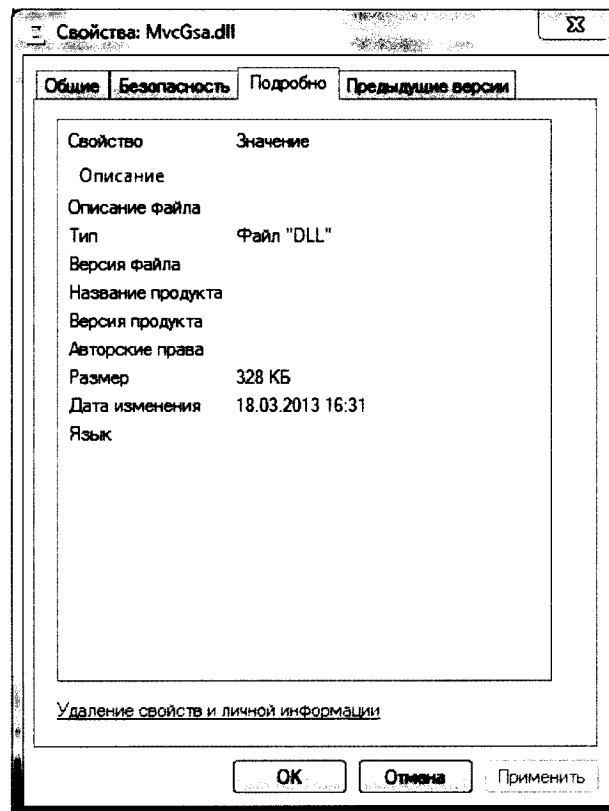 Свойства: MvcGsa.dll
Общие Безопасность Подробно Предыдущие версии
Свойство Значение
Описание
Описание файла
Тип Файл "DLL"
Версия файла
Название продукта
Версия продукта
Авторские права
Размер 328 КБ
Дата изменения 18.03.2013 16:31
Язык
Удаление свойств и личной информации
OK Отмена Применить